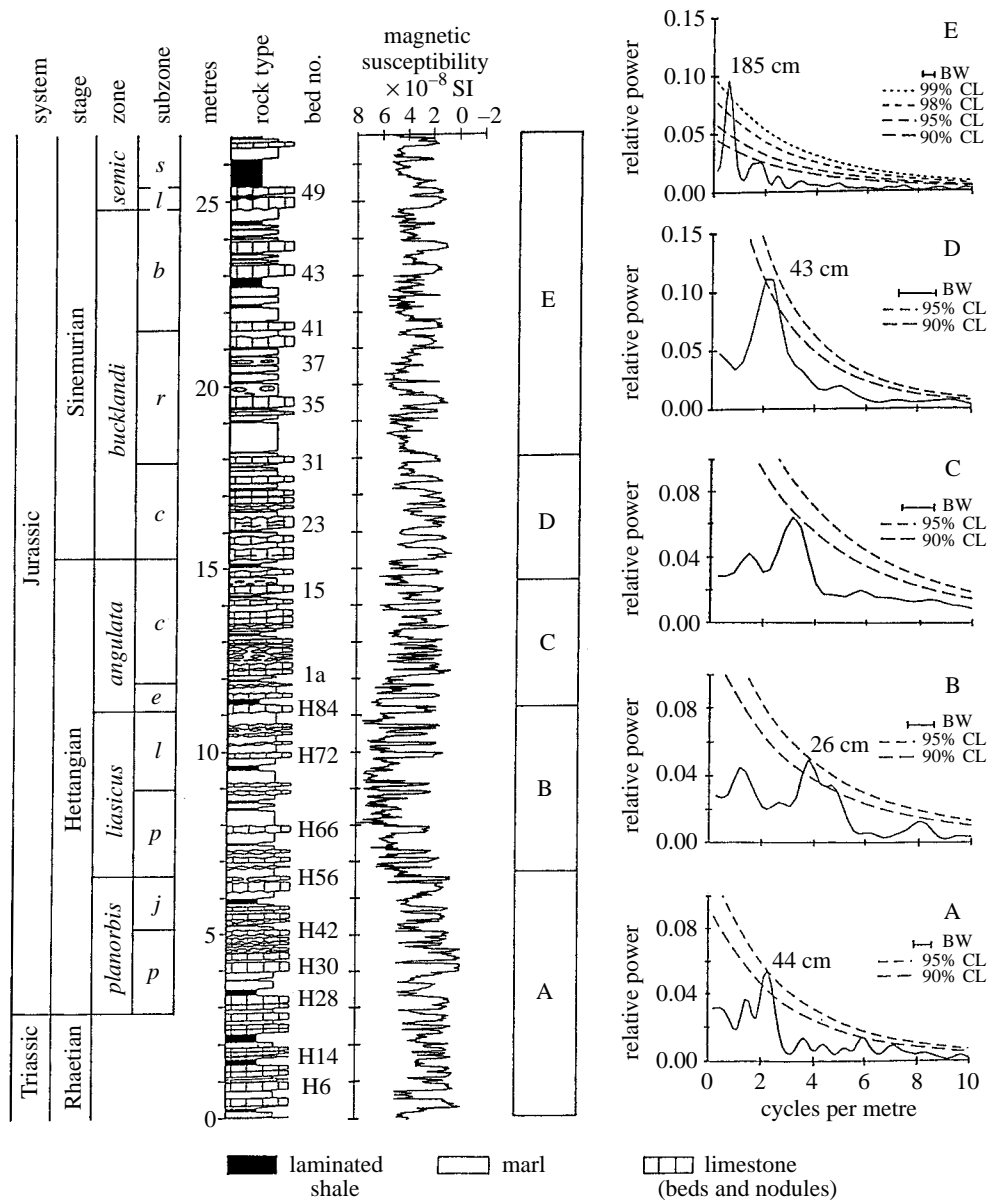 system
stage
zone
subzone
metres
rock type
bed no.
magnetic
susceptibility
×10⁻⁸ SI
8 6 4 2 0 −2
Jurassic
Triassic
Sinemurian
Hettangian
Rhaetian
semic
bucklandi
angulata
liasicus
planorbis
s
l
b
r
c
c
e
l
p
j
p
25
20
15
10
5
0
49
43
41
37
35
31
23
15
1a
H84
H72
H66
H56
H42
H30
H28
H14
H6
E
D
C
B
A
E
0.15
0.10
0.05
0.00
relative power
185 cm
BW
99% CL
98% CL
95% CL
90% CL
D
0.15
0.10
0.05
0.00
relative power
43 cm
BW
95% CL
90% CL
C
0.08
0.04
0.00
relative power
BW
95% CL
90% CL
B
0.08
0.04
0.00
relative power
26 cm
BW
95% CL
90% CL
A
0.08
0.04
0.00
relative power
44 cm
BW
95% CL
90% CL
0 2 4 6 8 10
cycles per metre
laminated
shale
marl
limestone
(beds and nodules)